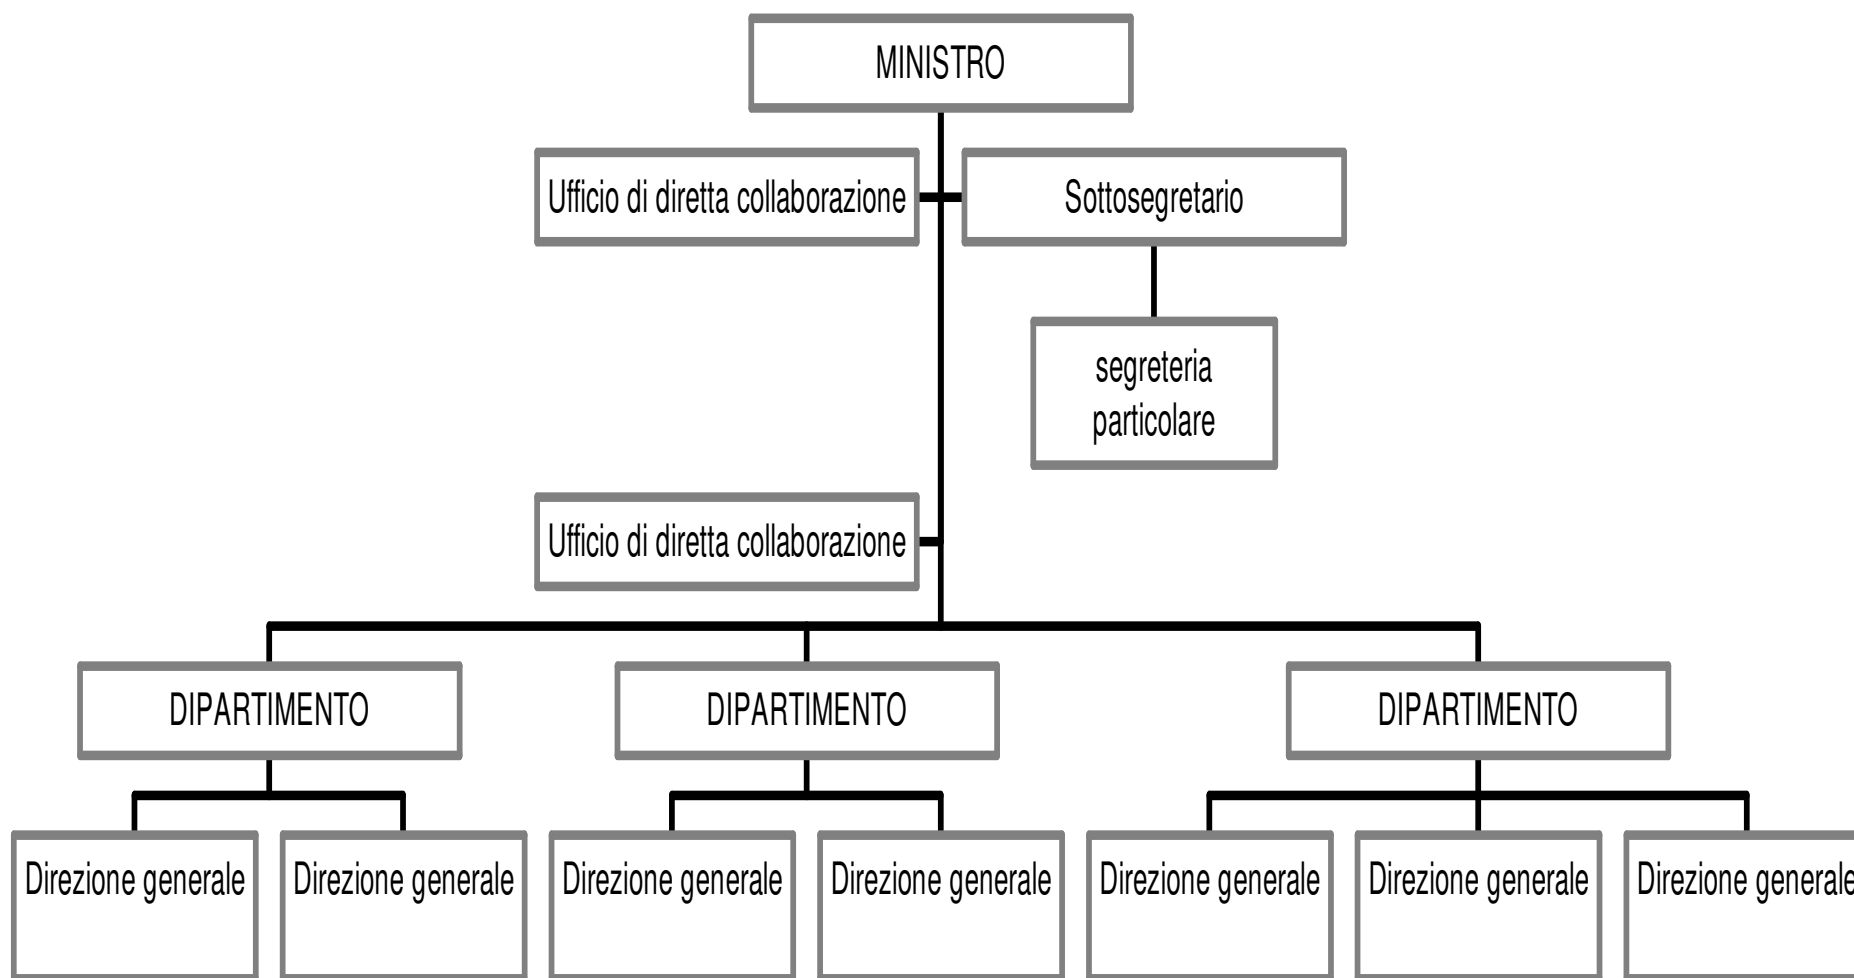 MINISTRO
Ufficio di diretta collaborazione
Sottosegretario
segreteria
particolare
Ufficio di diretta collaborazione
DIPARTIMENTO
DIPARTIMENTO
DIPARTIMENTO
Direzione generale
Direzione generale
Direzione generale
Direzione generale
Direzione generale
Direzione generale
Direzione generale